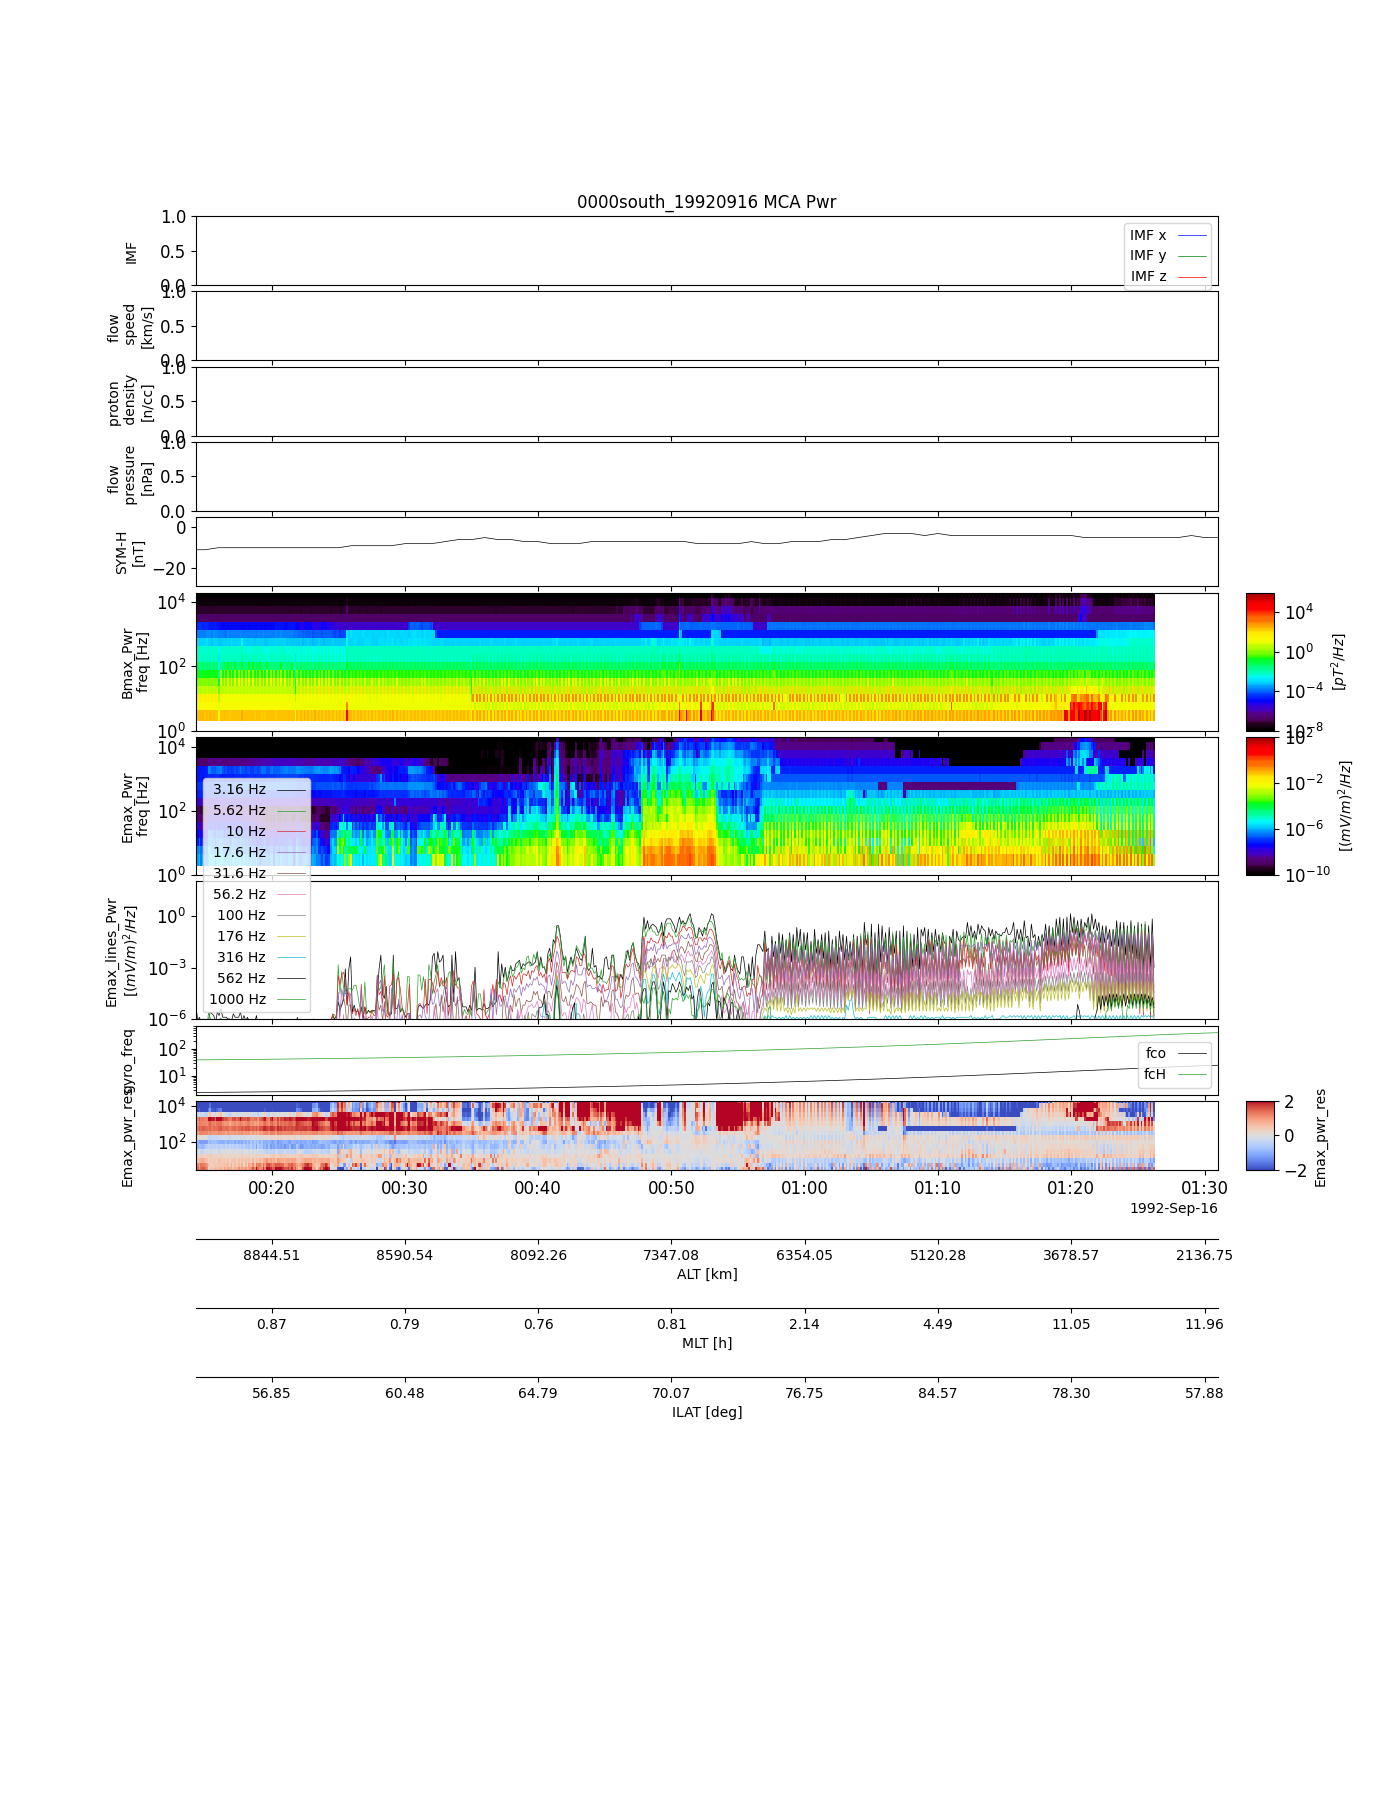 0000south_19920916 MCA Pwr
IMF
1.0
0.5
0.0
IMF x
IMF y
IMF z
flow speed [km/s]
1.0
0.5
0.0
proton density [n/cc]
1.0
0.5
0.0
flow pressure [nPa]
1.0
0.5
0.0
SYM-H [nT]
0
−20
Bmax_Pwr freq [Hz]
10^4
10^2
10^0
10^4
10^0
10^-4
10^-8
[pT^2/Hz]
Emax_Pwr freq [Hz]
10^4
10^2
10^0
10^2
10^-2
10^-6
10^-10
[(mV/m)^2/Hz]
3.16 Hz
5.62 Hz
10 Hz
17.6 Hz
31.6 Hz
56.2 Hz
100 Hz
176 Hz
316 Hz
562 Hz
1000 Hz
Emax_lines_Pwr [(mV/m)^2/Hz]
10^0
10^-3
10^-6
gyro_freq
10^2
10^1
fco
fcH
Emax_pwr_res
10^4
10^2
2
0
−2
Emax_pwr_res
00:20 00:30 00:40 00:50 01:00 01:10 01:20 01:30
1992-Sep-16
8844.51 8590.54 8092.26 7347.08 6354.05 5120.28 3678.57 2136.75
ALT [km]
0.87 0.79 0.76 0.81 2.14 4.49 11.05 11.96
MLT [h]
56.85 60.48 64.79 70.07 76.75 84.57 78.30 57.88
ILAT [deg]